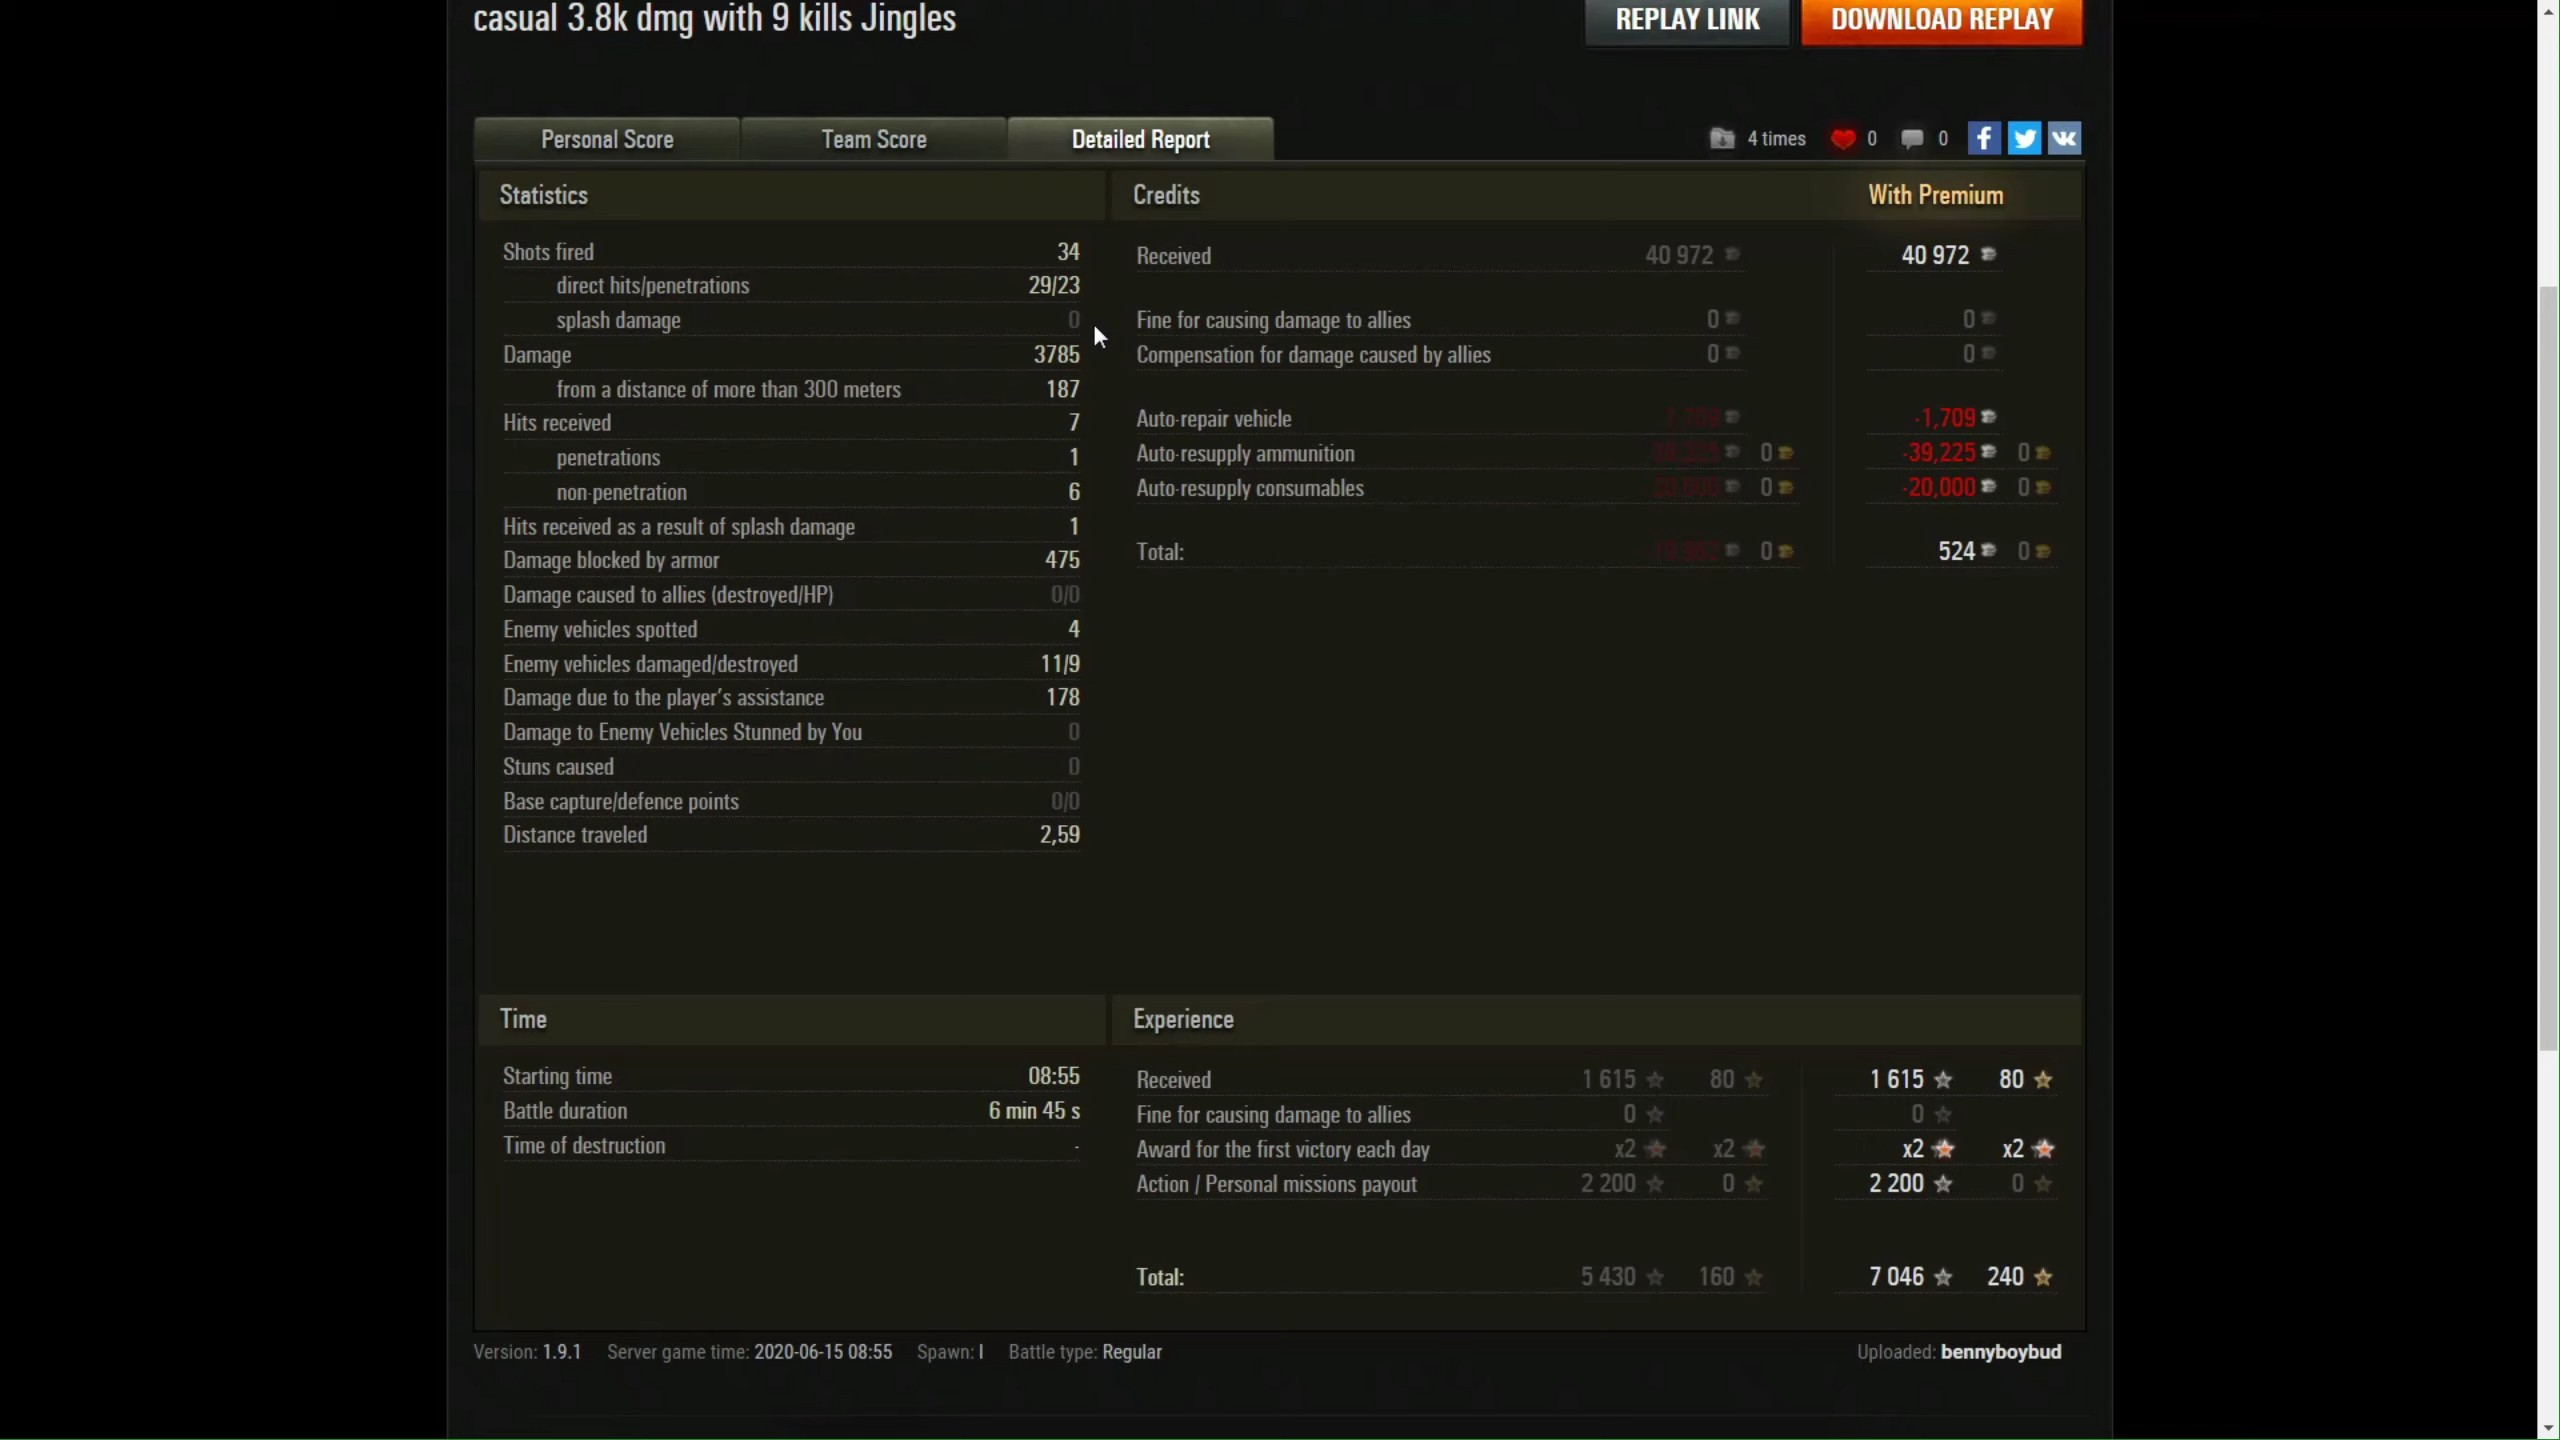 casual 3.8k dmg with 9 kills Jingles
REPLAY LINK
DOWNLOAD REPLAY
Personal Score
Team Score
Detailed Report
4 times 0 0
Statistics
Shots fired 34
direct hits/penetrations 29/23
splash damage 0
Damage 3785
from a distance of more than 300 meters 187
Hits received 7
penetrations 1
non-penetration 6
Hits received as a result of splash damage 1
Damage blocked by armor 475
Damage caused to allies (destroyed/HP) 0/0
Enemy vehicles spotted 4
Enemy vehicles damaged/destroyed 11/9
Damage due to the player's assistance 178
Damage to Enemy Vehicles Stunned by You 0
Stuns caused 0
Base capture/defence points 0/0
Distance traveled 2,59
Credits With Premium
Received 40 972 40 972
Fine for causing damage to allies 0 0
Compensation for damage caused by allies 0 0
Auto-repair vehicle -1,709
Auto-resupply ammunition 0 -39,225 0
Auto-resupply consumables 0 -20,000 0
Total: 0 524 0
Time
Starting time 08:55
Battle duration 6 min 45 s
Time of destruction -
Experience
Received 1 615 80 1 615 80
Fine for causing damage to allies 0 0
Award for the first victory each day x2 x2 x2 x2
Action / Personal missions payout 2 200 0 2 200 0
Total: 5 430 160 7 046 240
Version: 1.9.1 Server game time: 2020-06-15 08:55 Spawn: I Battle type: Regular
Uploaded: bennyboybud